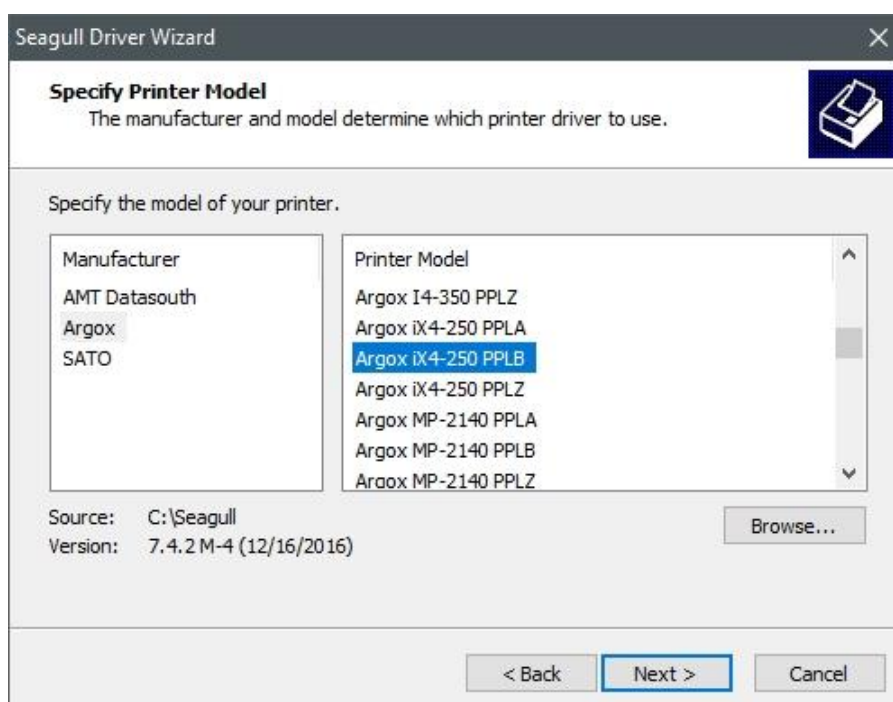 Seagull Driver Wizard
Specify Printer Model
The manufacturer and model determine which printer driver to use.
Specify the model of your printer.
Manufacturer
AMT Datasouth
Argox
SATO
Printer Model
Argox I4-350 PPLZ
Argox iX4-250 PPLA
Argox iX4-250 PPLB
Argox iX4-250 PPLZ
Argox MP-2140 PPLA
Argox MP-2140 PPLB
Argox MP-2140 PPLZ
Source: C:\Seagull
Version: 7.4.2 M-4 (12/16/2016)
Browse...
< Back
Next >
Cancel